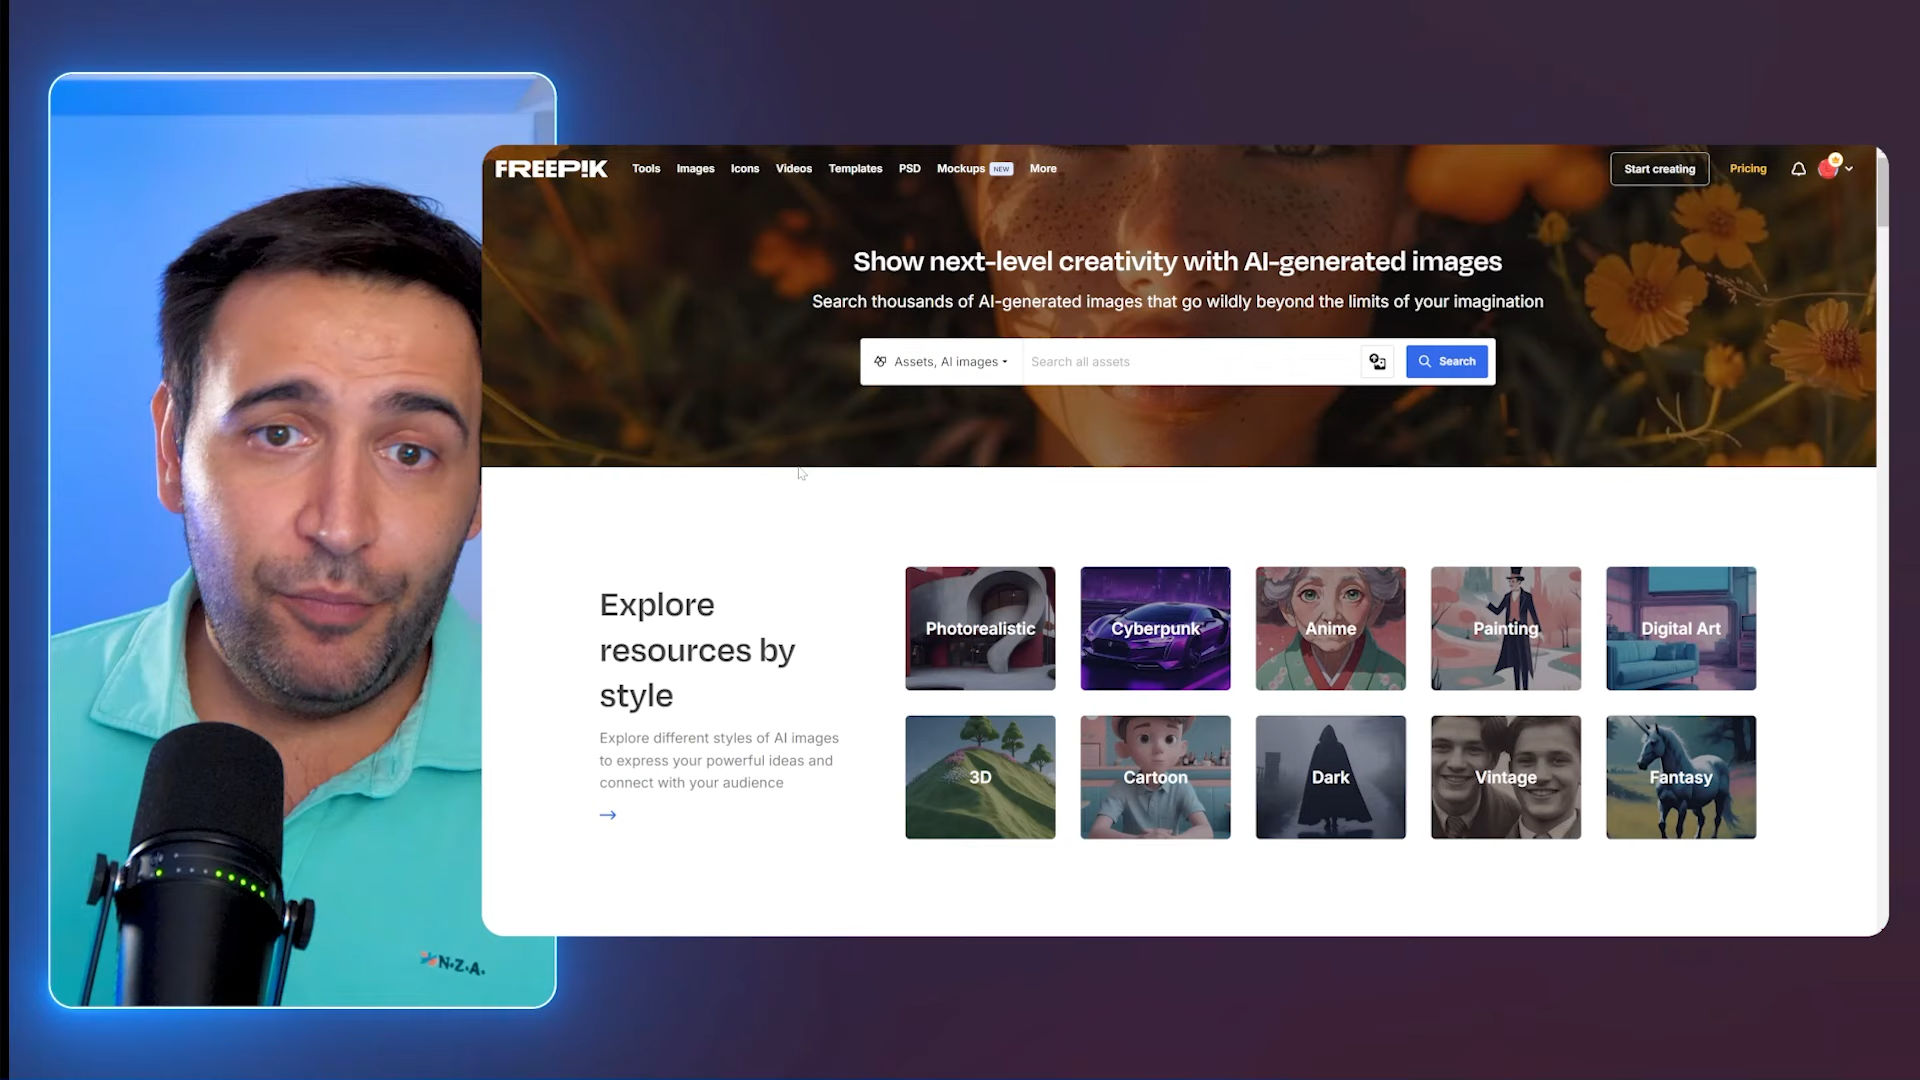 FREEP!K
Tools Images Icons Videos Templates PSD Mockups NEW More
Start creating Pricing
Show next-level creativity with AI-generated images
Search thousands of AI-generated images that go wildly beyond the limits of your imagination
Assets, AI images Search all assets Search
Explore
resources by
style
Explore different styles of AI images
to express your powerful ideas and
connect with your audience
Photorealistic Cyberpunk Anime Painting Digital Art
3D Cartoon Dark Vintage Fantasy
N.Z.A.